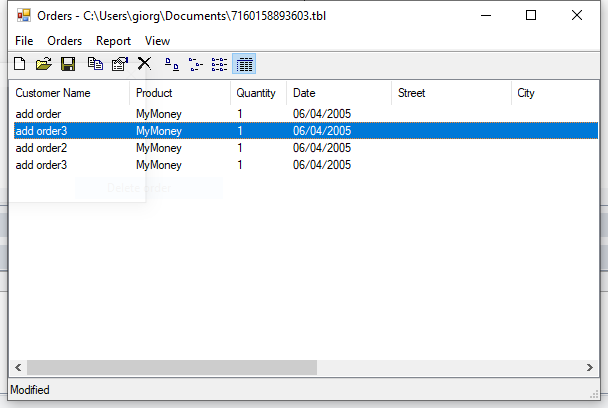 Orders - C:\Users\giorg\Documents\7160158893603.tbl
File Orders Report View
Customer Name Product Quantity Date Street City
add order MyMoney 1 06/04/2005
add order3 MyMoney 1 06/04/2005
add order2 MyMoney 1 06/04/2005
add order3 MyMoney 1 06/04/2005
Delete order
Modified